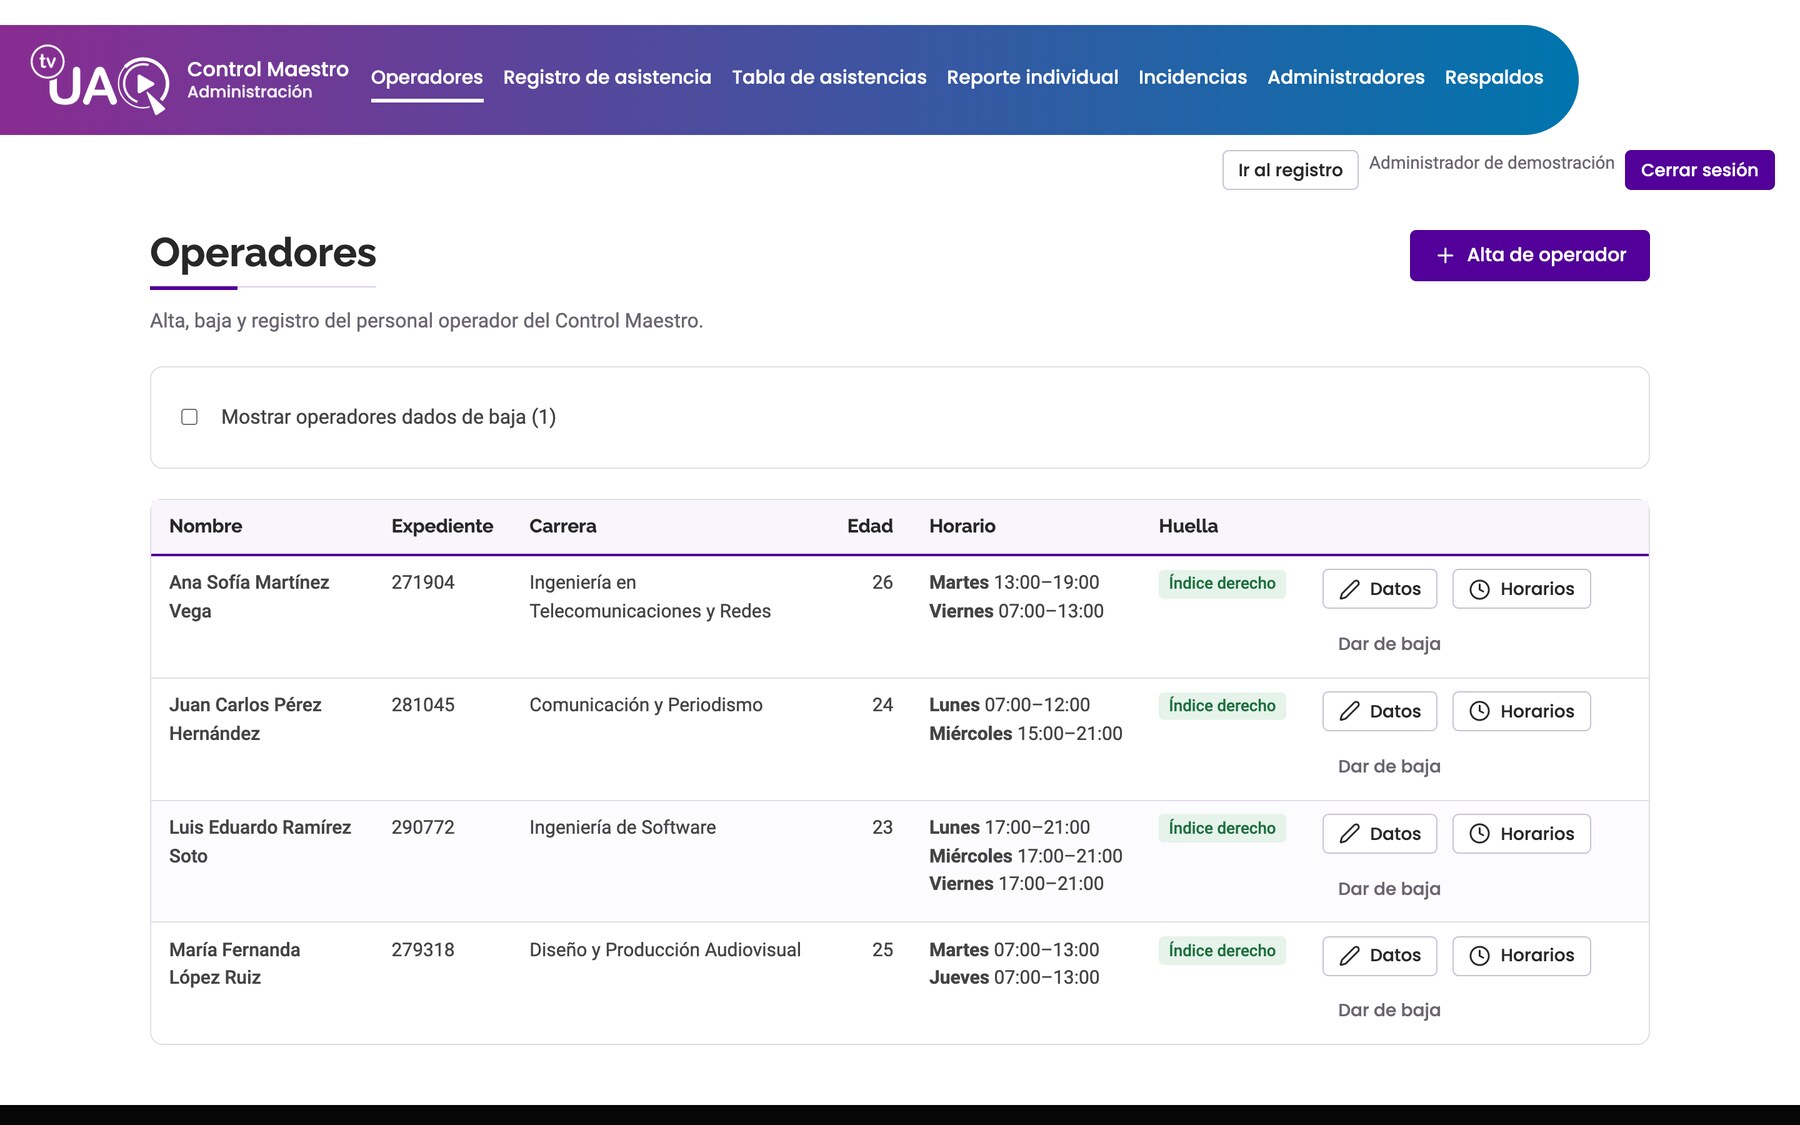 tv
UAQ
Control Maestro
Administración
Operadores
Registro de asistencia
Tabla de asistencias
Reporte individual
Incidencias
Administradores
Respaldos
Ir al registro
Administrador de demostración
Cerrar sesión
Operadores
+ Alta de operador
Alta, baja y registro del personal operador del Control Maestro.
Mostrar operadores dados de baja (1)
Nombre Expediente Carrera Edad Horario Huella
Ana Sofía Martínez 271904 Ingeniería en 26 Martes 13:00–19:00 Índice derecho Datos Horarios
Vega Telecomunicaciones y Redes Viernes 07:00–13:00
Dar de baja
Juan Carlos Pérez 281045 Comunicación y Periodismo 24 Lunes 07:00–12:00 Índice derecho Datos Horarios
Hernández Miércoles 15:00–21:00
Dar de baja
Luis Eduardo Ramírez 290772 Ingeniería de Software 23 Lunes 17:00–21:00 Índice derecho Datos Horarios
Soto Miércoles 17:00–21:00
Viernes 17:00–21:00
Dar de baja
María Fernanda 279318 Diseño y Producción Audiovisual 25 Martes 07:00–13:00 Índice derecho Datos Horarios
López Ruiz Jueves 07:00–13:00
Dar de baja